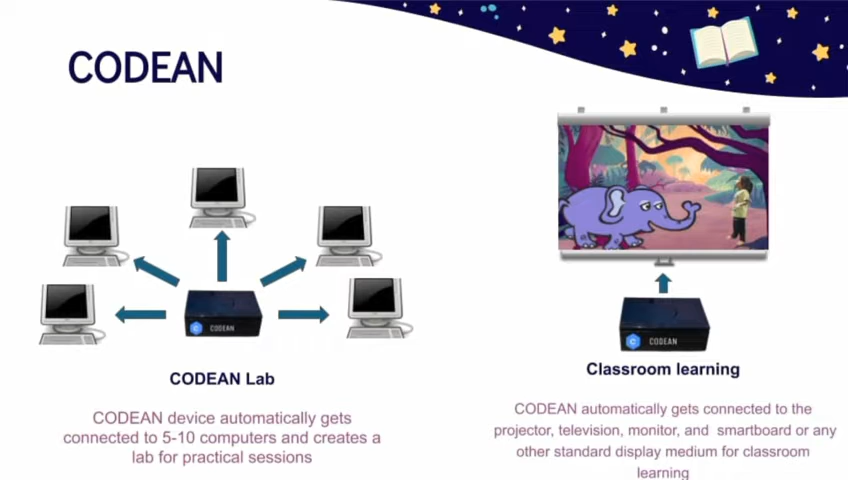 CODEAN
CODEAN
CODEAN Lab
CODEAN device automatically gets
connected to 5-10 computers and creates a
lab for practical sessions
C
CODEAN
Classroom learning
CODEAN automatically gets connected to the
projector, television, monitor, and smartboard or any
other standard display medium for classroom
learning